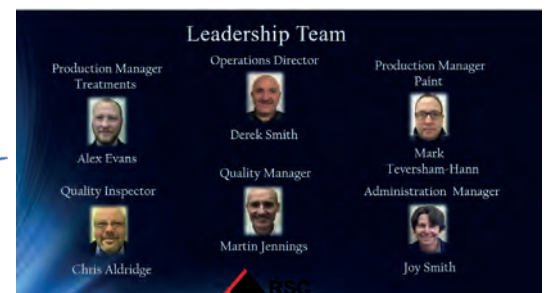 Leadership Team
Production Manager
Treatments
Alex Evans
Operations Director
Derek Smith
Production Manager
Paint
Mark
Teversham-Hann
Quality Inspector
Chris Aldridge
Quality Manager
Martin Jennings
Administration Manager
Joy Smith
RSC